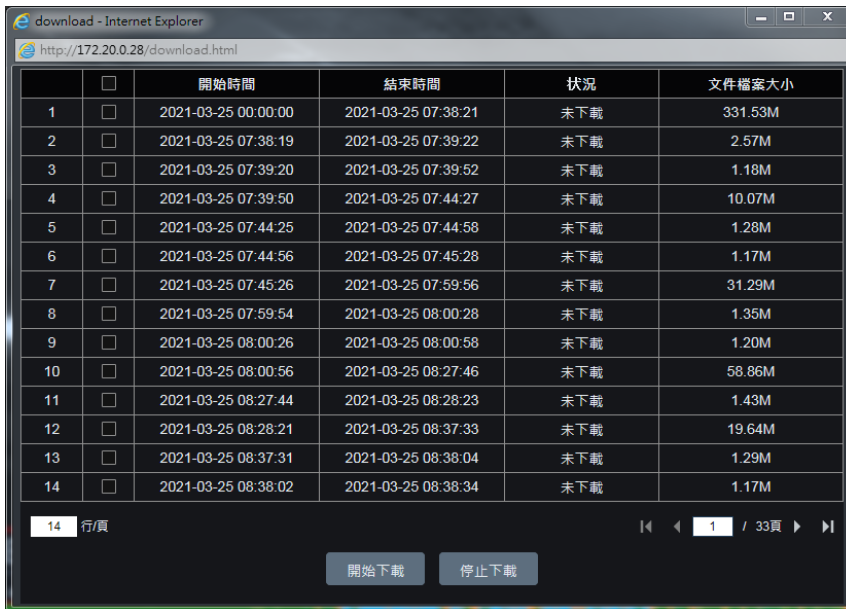 download - Internet Explorer
http://172.20.0.28/download.html
開始時間 結束時間 狀況 文件檔案大小
1 2021-03-25 00:00:00 2021-03-25 07:38:21 未下載 331.53M
2 2021-03-25 07:38:19 2021-03-25 07:39:22 未下載 2.57M
3 2021-03-25 07:39:20 2021-03-25 07:39:52 未下載 1.18M
4 2021-03-25 07:39:50 2021-03-25 07:44:27 未下載 10.07M
5 2021-03-25 07:44:25 2021-03-25 07:44:58 未下載 1.28M
6 2021-03-25 07:44:56 2021-03-25 07:45:28 未下載 1.17M
7 2021-03-25 07:45:26 2021-03-25 07:59:56 未下載 31.29M
8 2021-03-25 07:59:54 2021-03-25 08:00:28 未下載 1.35M
9 2021-03-25 08:00:26 2021-03-25 08:00:58 未下載 1.20M
10 2021-03-25 08:00:56 2021-03-25 08:27:46 未下載 58.86M
11 2021-03-25 08:27:44 2021-03-25 08:28:23 未下載 1.43M
12 2021-03-25 08:28:21 2021-03-25 08:37:33 未下載 19.64M
13 2021-03-25 08:37:31 2021-03-25 08:38:04 未下載 1.29M
14 2021-03-25 08:38:02 2021-03-25 08:38:34 未下載 1.17M
14 行/頁 1 / 33頁
開始下載 停止下載